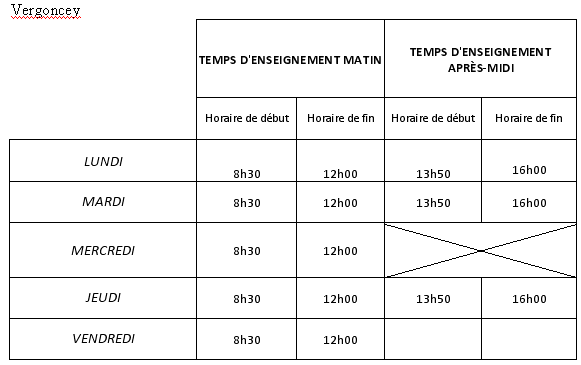 Vergoncey
TEMPS D'ENSEIGNEMENT MATIN
TEMPS D'ENSEIGNEMENT
APRÈS-MIDI
Horaire de début Horaire de fin Horaire de début Horaire de fin
LUNDI 8h30 12h00 13h50 16h00
MARDI 8h30 12h00 13h50 16h00
MERCREDI 8h30 12h00
JEUDI 8h30 12h00 13h50 16h00
VENDREDI 8h30 12h00